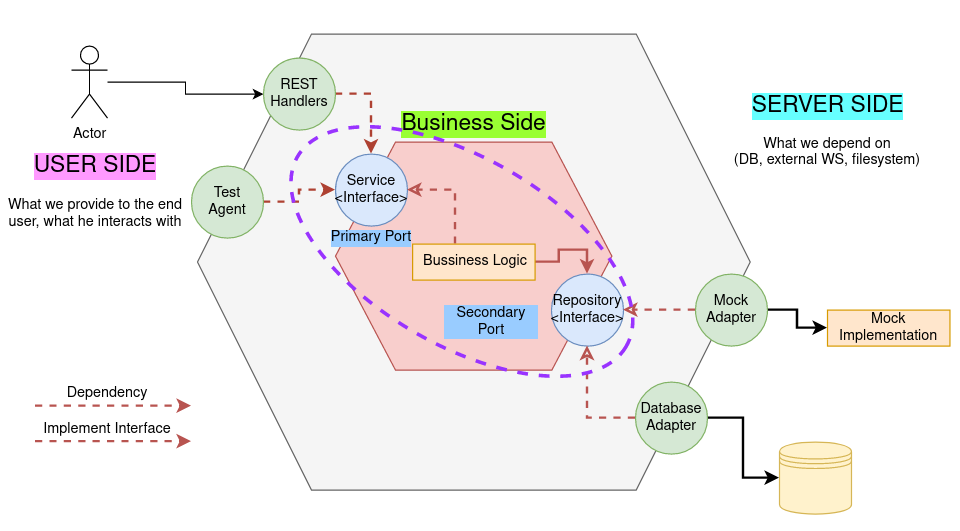 Actor
USER SIDE
What we provide to the end
user, what he interacts with
REST
Handlers
Test
Agent
Business Side
Service
<Interface>
Primary Port
Bussiness Logic
Secondary
Port
Repository
<Interface>
SERVER SIDE
What we depend on
(DB, external WS, filesystem)
Mock
Adapter
Mock
Implementation
Database
Adapter
Dependency
Implement Interface